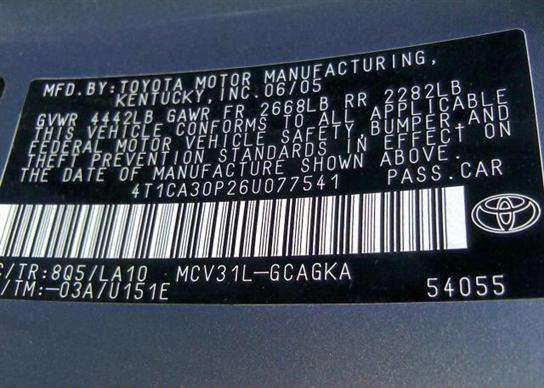 MFD.BY:TOYOTA MOTOR MANUFACTURING,
KENTUCKY,INC.06/05
GVWR 4442LB GAWR FR 2668LB RR 2282LB
THIS VEHICLE CONFORMS TO ALL APPLICABLE
FEDERAL MOTOR VEHICLE SAFETY,BUMPER AND
THEFT PREVENTION STANDARDS IN EFFECT ON
THE DATE OF MANUFACTURE SHOWN ABOVE.
4T1CA30P26U077541 PASS.CAR
C/TR:8Q5/LA10 MCV31L-GCAGKA
/TM:-03A/U151E 54055